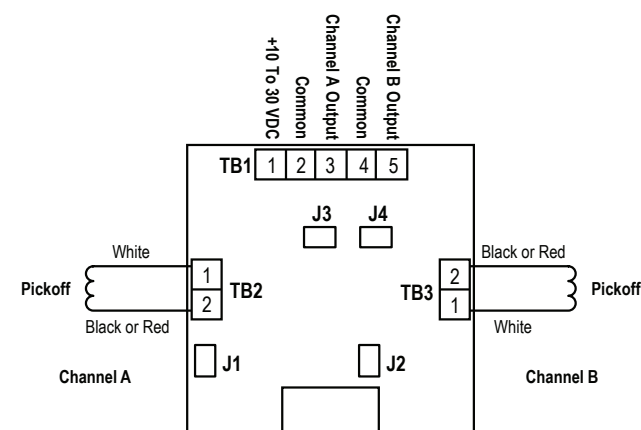 +10 To 30 VDC
Common
Channel A Output
Common
Channel B Output
TB1 1 2 3 4 5
J3 J4
White
Black or Red
1
2
TB2
TB3
2
1
Pickoff
Pickoff
Black or Red
White
J1
J2
Channel A
Channel B